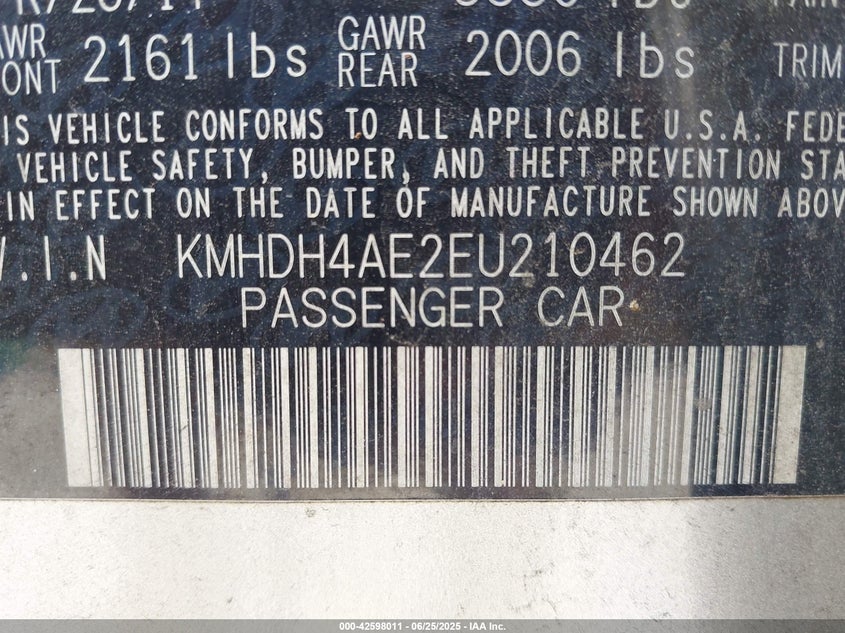 GAWR FRONT 2161 lbs GAWR REAR 2006 lbs TRIM
IS VEHICLE CONFORMS TO ALL APPLICABLE U.S.A. FEDE
VEHICLE SAFETY, BUMPER, AND THEFT PREVENTION STA
IN EFFECT ON THE DATE OF MANUFACTURE SHOWN ABOV
V.I.N KMHDH4AE2EU210462
PASSENGER CAR
000-42598011 - 06/25/2025 - IAA Inc.